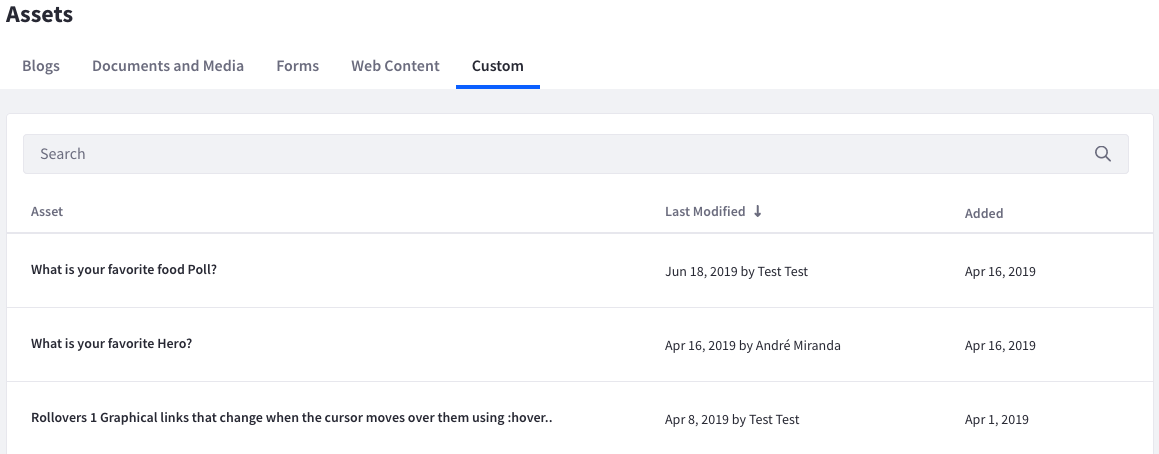 Assets
Blogs Documents and Media Forms Web Content Custom
Search
Asset Last Modified ↓ Added
What is your favorite food Poll? Jun 18, 2019 by Test Test Apr 16, 2019
What is your favorite Hero? Apr 16, 2019 by André Miranda Apr 16, 2019
Rollovers 1 Graphical links that change when the cursor moves over them using :hover.. Apr 8, 2019 by Test Test Apr 1, 2019